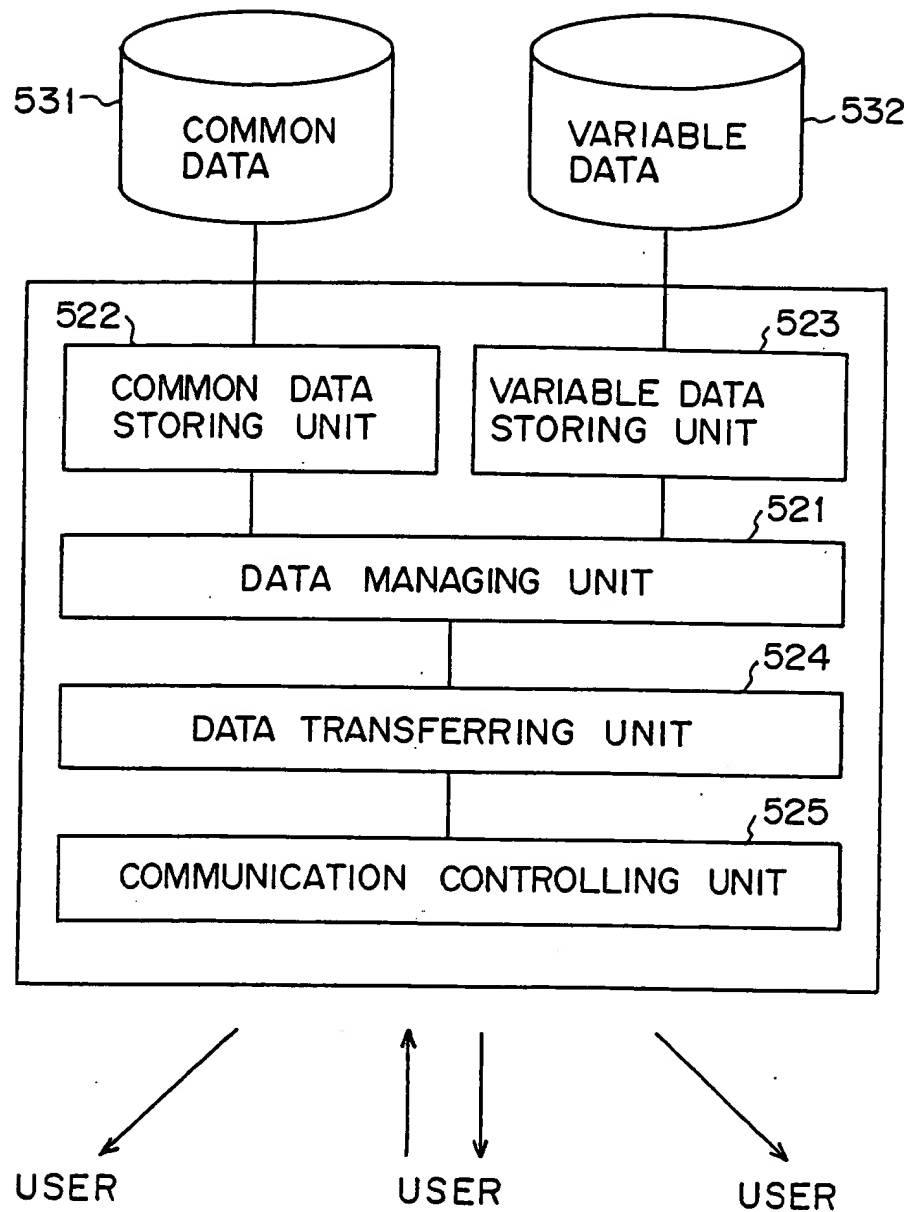 531
COMMON
DATA
VARIABLE
DATA
532
522
COMMON DATA
STORING UNIT
523
VARIABLE DATA
STORING UNIT
521
DATA MANAGING UNIT
524
DATA TRANSFERRING UNIT
525
COMMUNICATION CONTROLLING UNIT
USER
USER
USER